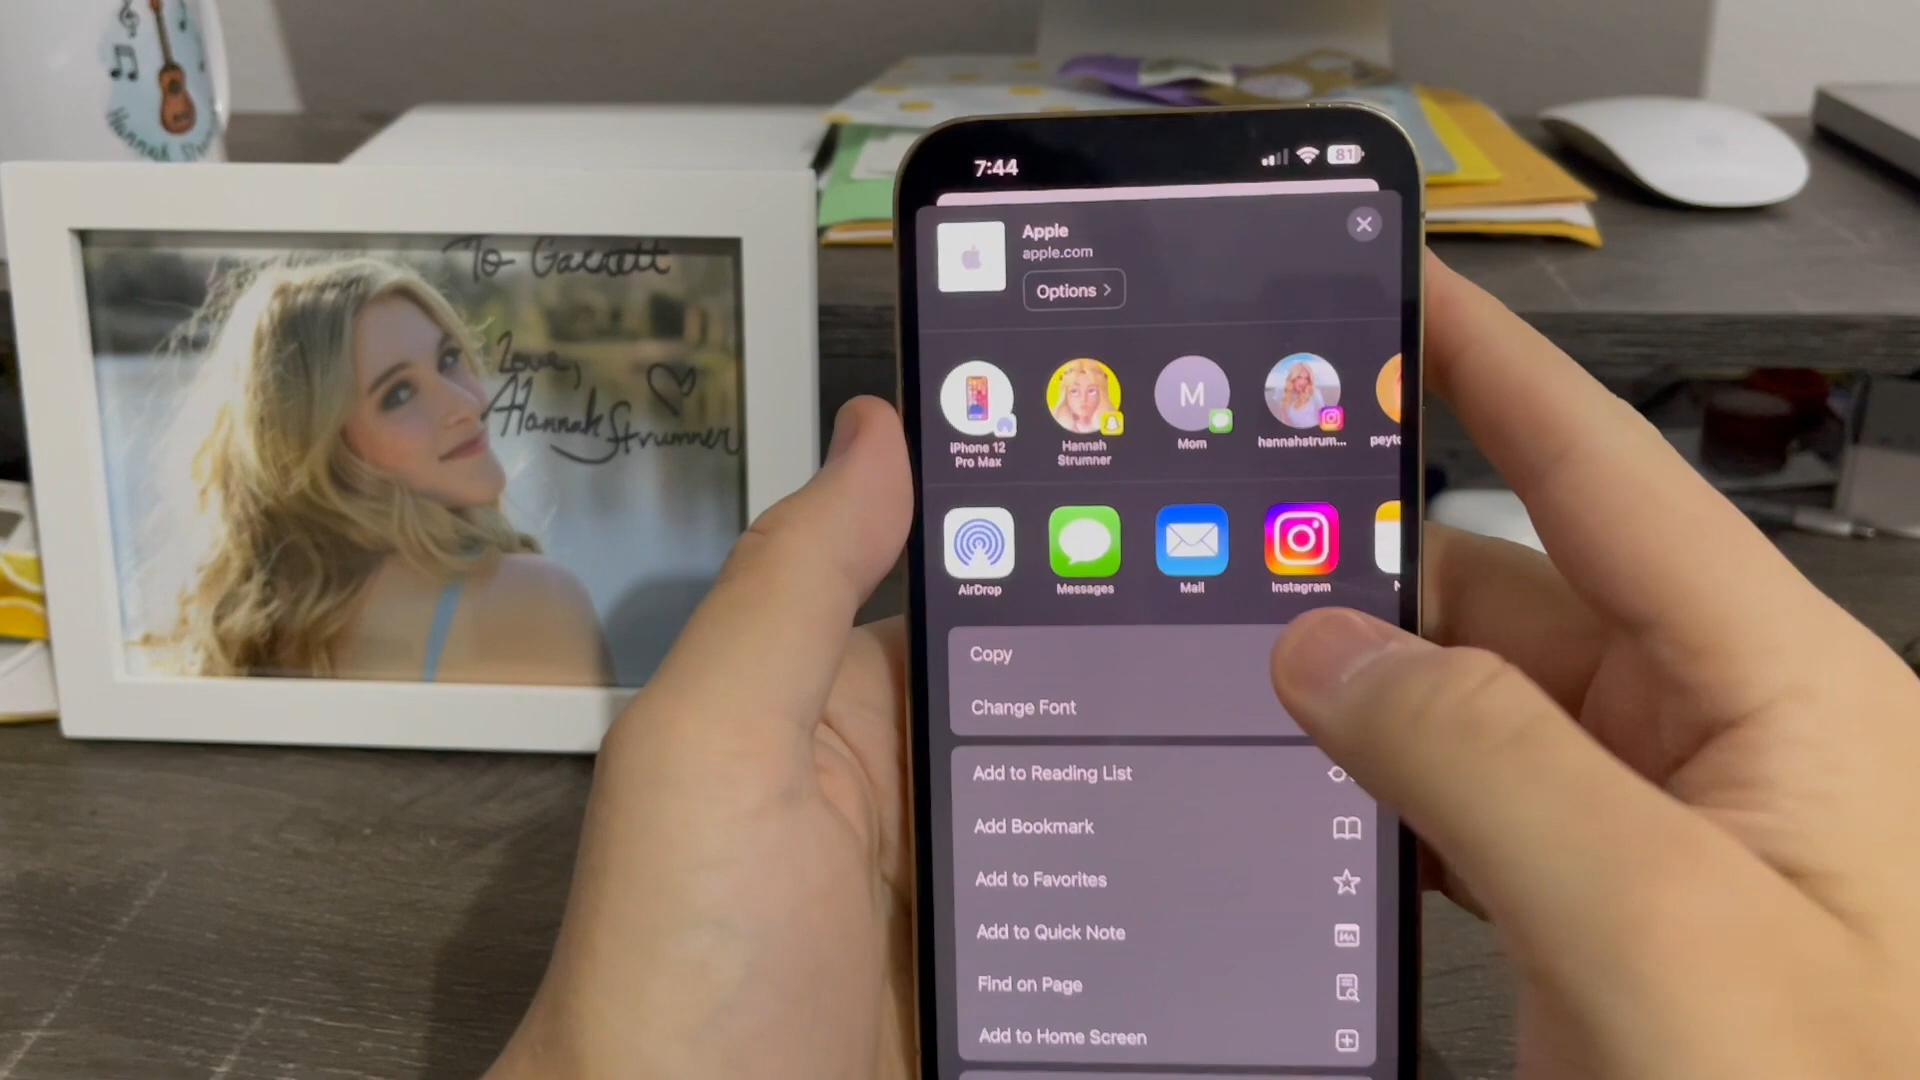 Hannah
To Garrett
Love,
Hannah Strumner
7:44
81
Apple
apple.com
Options
iPhone 12
Pro Max
Hannah
Strumner
M
Mom
hannahstrum...
AirDrop
Messages
Mail
Instagram
Copy
Change Font
Add to Reading List
Add Bookmark
Add to Favorites
Add to Quick Note
Find on Page
Add to Home Screen